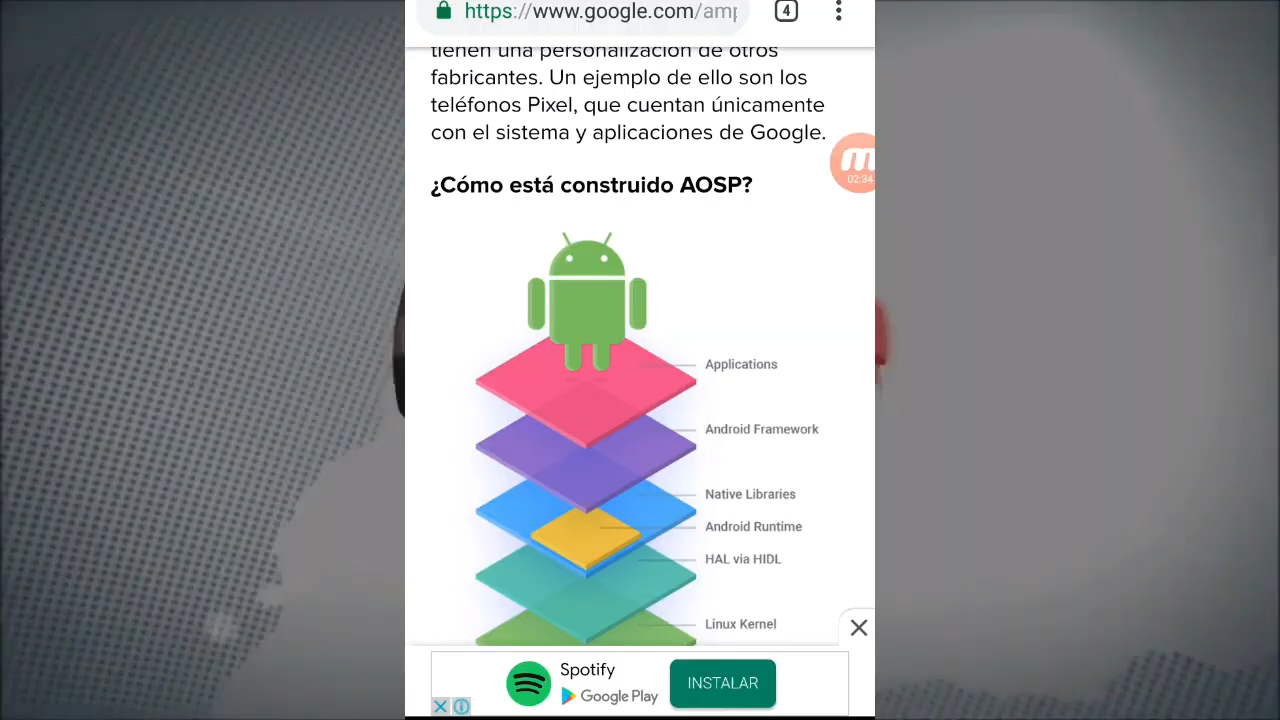 https://www.google.com/amp
4
tienen una personalización de otros
fabricantes. Un ejemplo de ello son los
teléfonos Pixel, que cuentan únicamente
con el sistema y aplicaciones de Google.
02:34
¿Cómo está construido AOSP?
Applications
Android Framework
Native Libraries
Android Runtime
HAL via HIDL
Linux Kernel
Spotify
Google Play
INSTALAR